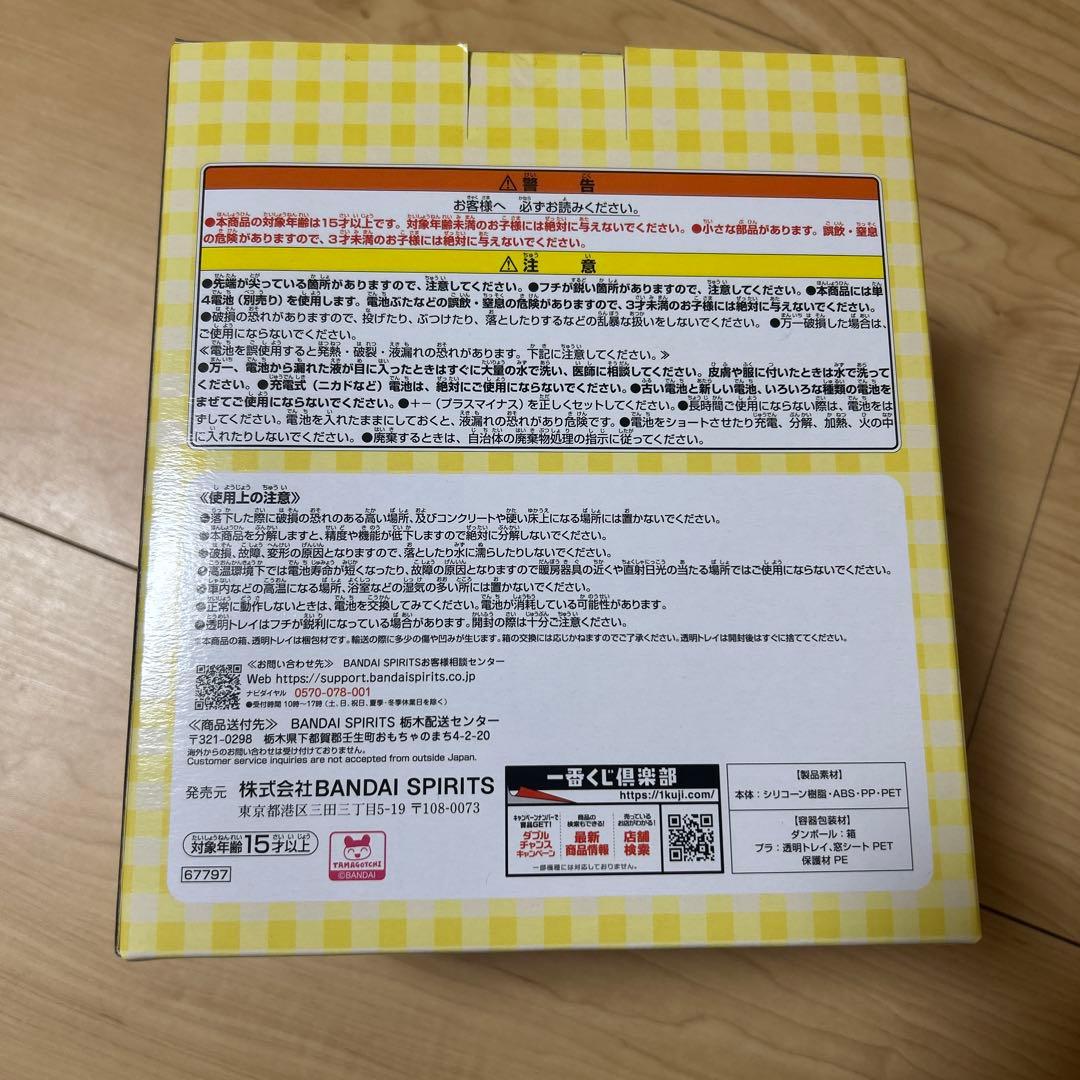 ⚠警告
お客様へ 必ずお読みください。
●本商品の対象年齢は15才以上です。対象年齢未満のお子様には絶対に与えないでください。●小さな部品があります。誤飲・窒息
の危険がありますので、3才未満のお子様には絶対に与えないでください。
⚠注意
●先端が尖っている箇所がありますので、注意してください。●フチが鋭い箇所がありますので、注意してください。●本商品には単
4電池(別売り)を使用します。電池ぶたなどの誤飲・窒息の危険がありますので、3才未満のお子様には絶対に与えないでください。
●破損の恐れがありますので、投げたり、ぶつけたり、落としたりするなどの乱暴な扱いをしないでください。●万一破損した場合は、
ご使用にならないでください。
《電池を誤使用すると発熱・破裂・液漏れの恐れがあります。下記に注意してください。》
●万一、電池から漏れた液が目に入ったときはすぐに大量の水で洗い、医師に相談してください。皮膚や服に付いたときは水で洗って
ください。●充電式(ニカドなど)電池は、絶対にご使用にならないでください。●古い電池と新しい電池、いろいろな種類の電池を
まぜてご使用にならないでください。●+-(プラスマイナス)を正しくセットしてください。●長時間ご使用にならない際は、電池をは
ずしてください。電池を入れたままにしておくと、液漏れの恐れがあり危険です。●電池をショートさせたり充電、分解、加熱、火の中
に入れたりしないでください。●廃棄するときは、自治体の廃棄物処理の指示に従ってください。
《使用上の注意》
●落下した際に破損の恐れのある高い場所、及びコンクリートや硬い床上になる場所には置かないでください。
●本商品を分解しますと、精度や機能が低下しますので絶対に分解しないでください。
●破損、故障、変形の原因となりますので、落としたり水に濡らしたりしないでください。
●高温環境下では電池寿命が短くなったり、故障の原因となりますので暖房器具の近くや直射日光の当たる場所ではご使用にならないでください。
●車内などの高温になる場所、浴室などの湿気の多い所には置かないでください。
●正常に動作しないときは、電池を交換してみてください。電池が消耗している可能性があります。
●透明トレイはフチが鋭利になっている場合があります。開封の際は十分ご注意ください。
※本商品の箱、透明トレイは梱包材です。輸送の際に多少の傷や凹みが生じます。箱の交換には応じかねますのでご了承ください。透明トレイは開封後はすぐに捨ててください。
《お問い合わせ先》 BANDAI SPIRITSお客様相談センター
Web https://support.bandaispirits.co.jp
ナビダイヤル 0570-078-001
●受付時間 10時〜17時(土、日、祝日、夏季・冬季休業日を除く)
《商品送付先》 BANDAI SPIRITS 栃木配送センター
〒321-0298 栃木県下都賀郡壬生町おもちゃのまち4-2-20
海外からのお問い合わせは受け付けておりません。
Customer service inquiries are not accepted from outside Japan.
発売元 株式会社BANDAI SPIRITS
東京都港区三田三丁目5-19 〒108-0073
対象年齢15才以上
TAMAGOTCHI
©BANDAI
67797
一番くじ倶楽部
https://1kuji.com/
キャンペーンナンバーで賞品GET!
ダブルチャンスキャンペーン
商品の検索もできる!
最新商品情報
売っているお店がわかる!
店舗検索
一部機種には対応しておりません。
【製品素材】
本体:シリコーン樹脂・ABS・PP・PET
【容器包装材】
ダンボール:箱
プラ:透明トレイ、窓シート PET
保護材 PE